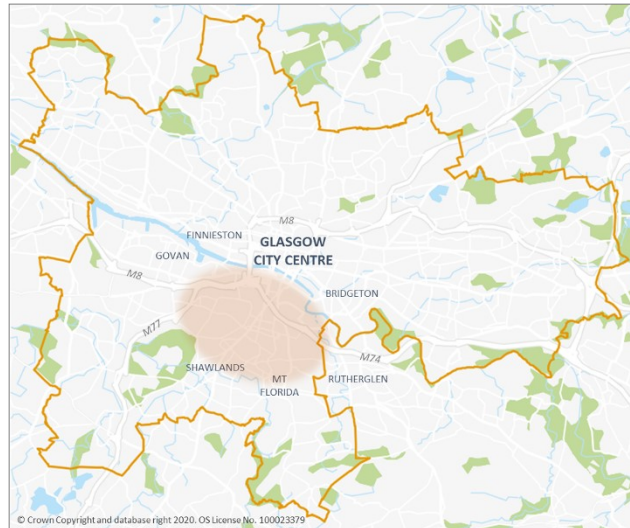 M8
FINNIESTON
GLASGOW
CITY CENTRE
GOVAN
M8
BRIDGETON
M77
M74
SHAWLANDS
MT
FLORIDA
RUTHERGLEN
© Crown Copyright and database right 2020. OS License No. 100023379